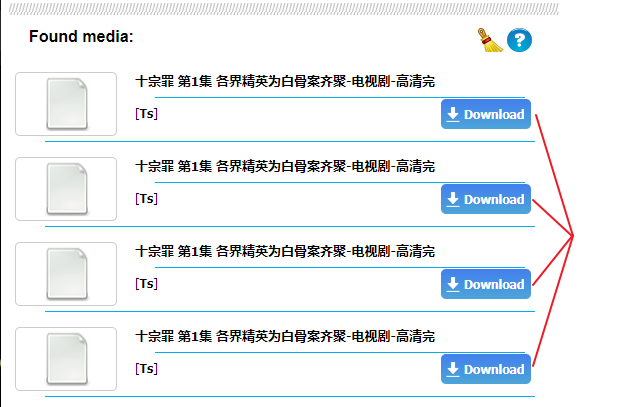 Found media:
?
十宗罪 第1集 各界精英为白骨案齐聚-电视剧-高清完
[Ts]
Download
十宗罪 第1集 各界精英为白骨案齐聚-电视剧-高清完
[Ts]
Download
十宗罪 第1集 各界精英为白骨案齐聚-电视剧-高清完
[Ts]
Download
十宗罪 第1集 各界精英为白骨案齐聚-电视剧-高清完
[Ts]
Download